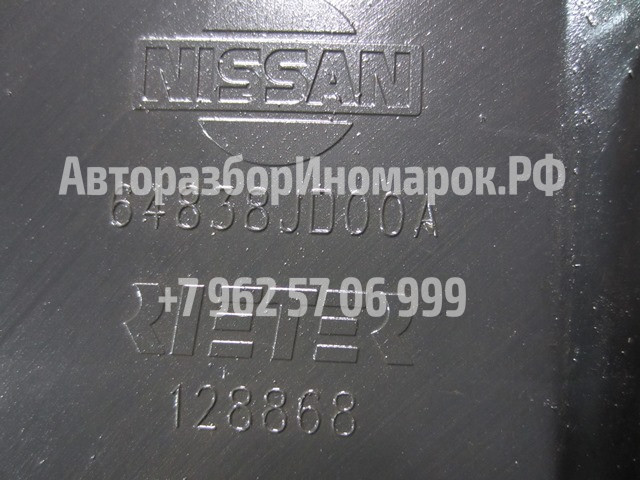 NISSAN
АвторазборИномарок.РФ
64838JD00A
+7 962 57 06 999
RIETER
128868